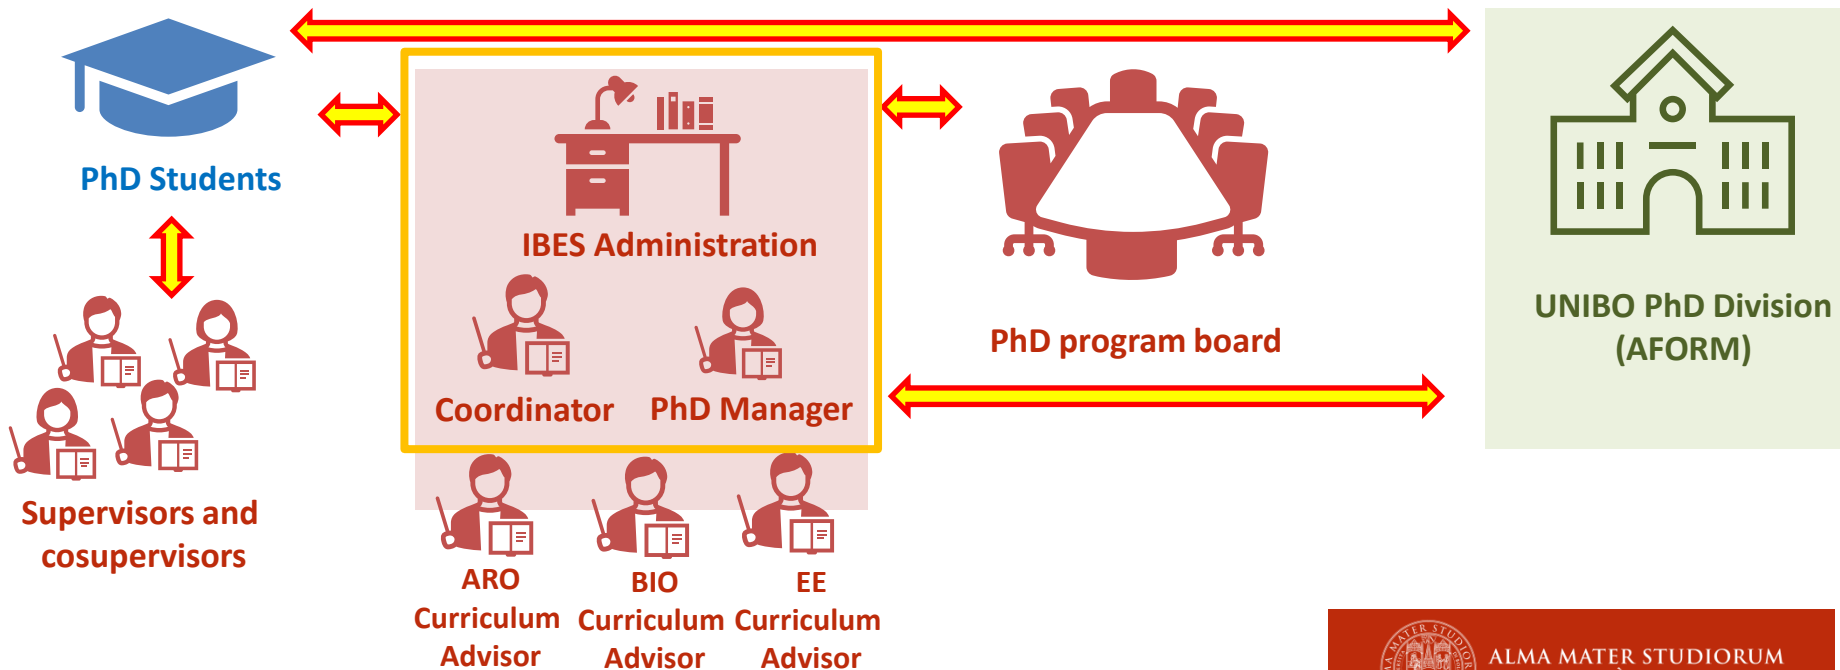 PhD Students
IBES Administration
Coordinator
PhD Manager
PhD program board
UNIBO PhD Division
(AFORM)
Supervisors and
cosupervisors
ARO
Curriculum
Advisor
BIO
Curriculum
Advisor
EE
Curriculum
Advisor
ALMA MATER STUDIORUM